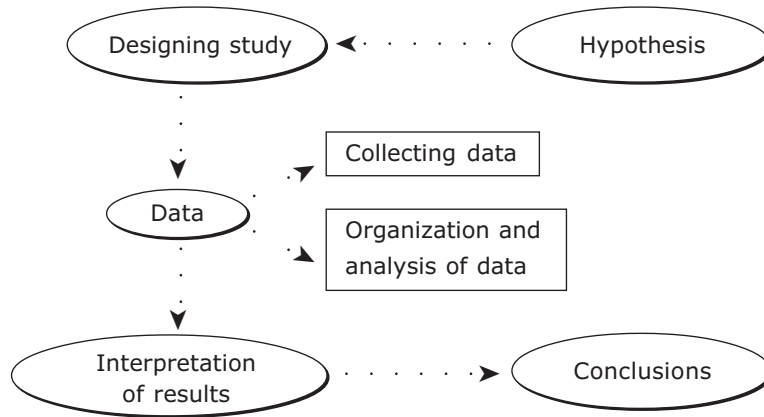 Designing study
Hypothesis
Collecting data
Data
Organization and
analysis of data
Interpretation
of results
Conclusions